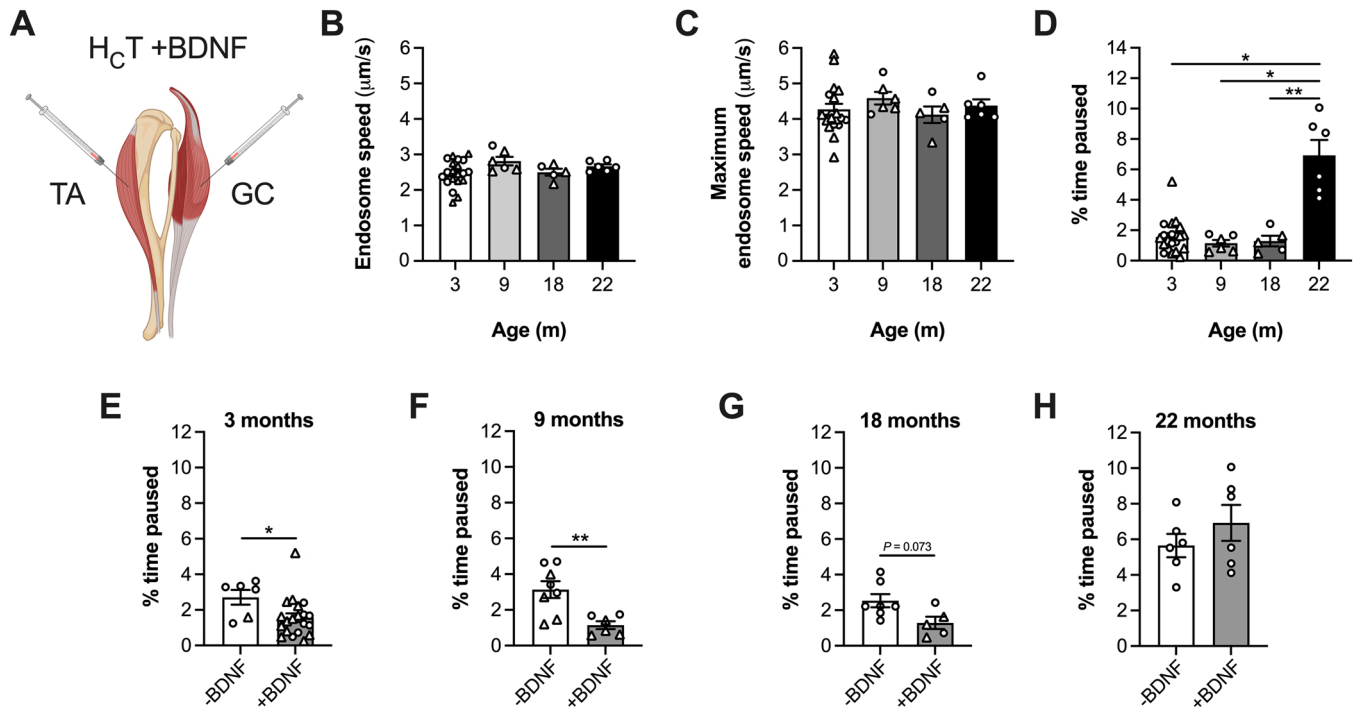 A
H_CT +BDNF
TA
GC
B
Endosome speed (μm/s)
6
5
4
3
2
1
0
3 9 18 22
Age (m)
C
Maximum
endosome speed (μm/s)
6
5
4
3
2
1
0
3 9 18 22
Age (m)
D
% time paused
14
12
10
8
6
4
2
0
*
*
**
3 9 18 22
Age (m)
E
3 months
% time paused
12
10
8
6
4
2
0
*
-BDNF
+BDNF
F
9 months
% time paused
12
10
8
6
4
2
0
**
-BDNF
+BDNF
G
18 months
% time paused
12
10
8
6
4
2
0
P = 0.073
-BDNF
+BDNF
H
22 months
% time paused
12
10
8
6
4
2
0
-BDNF
+BDNF